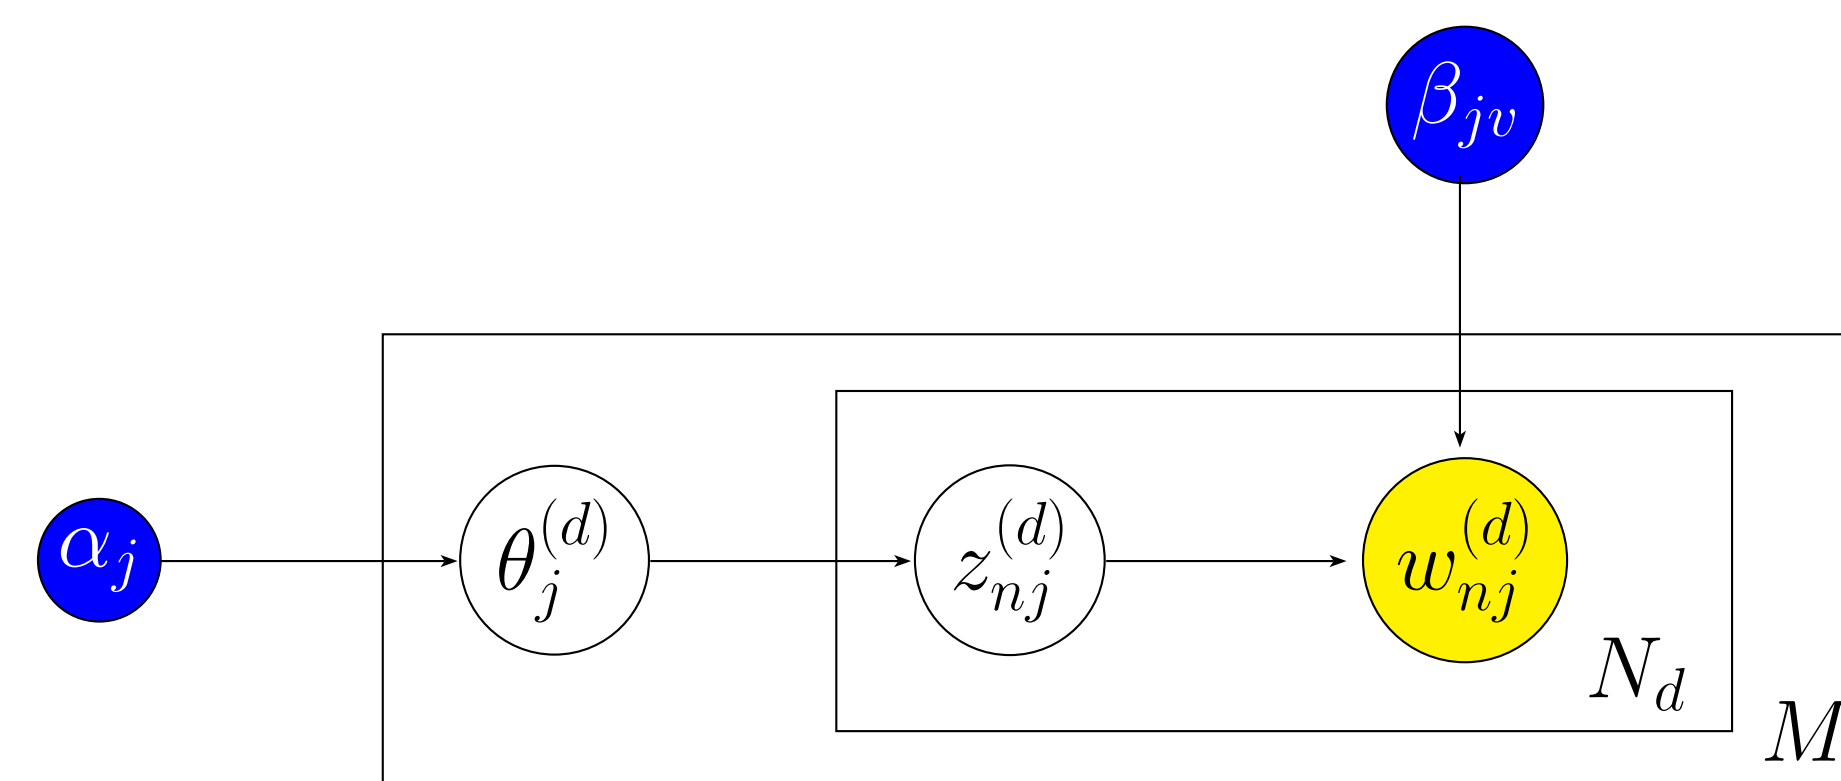 β_{jv}
α_j
θ_j^{(d)}
z_{nj}^{(d)}
w_{nj}^{(d)}
N_d
M